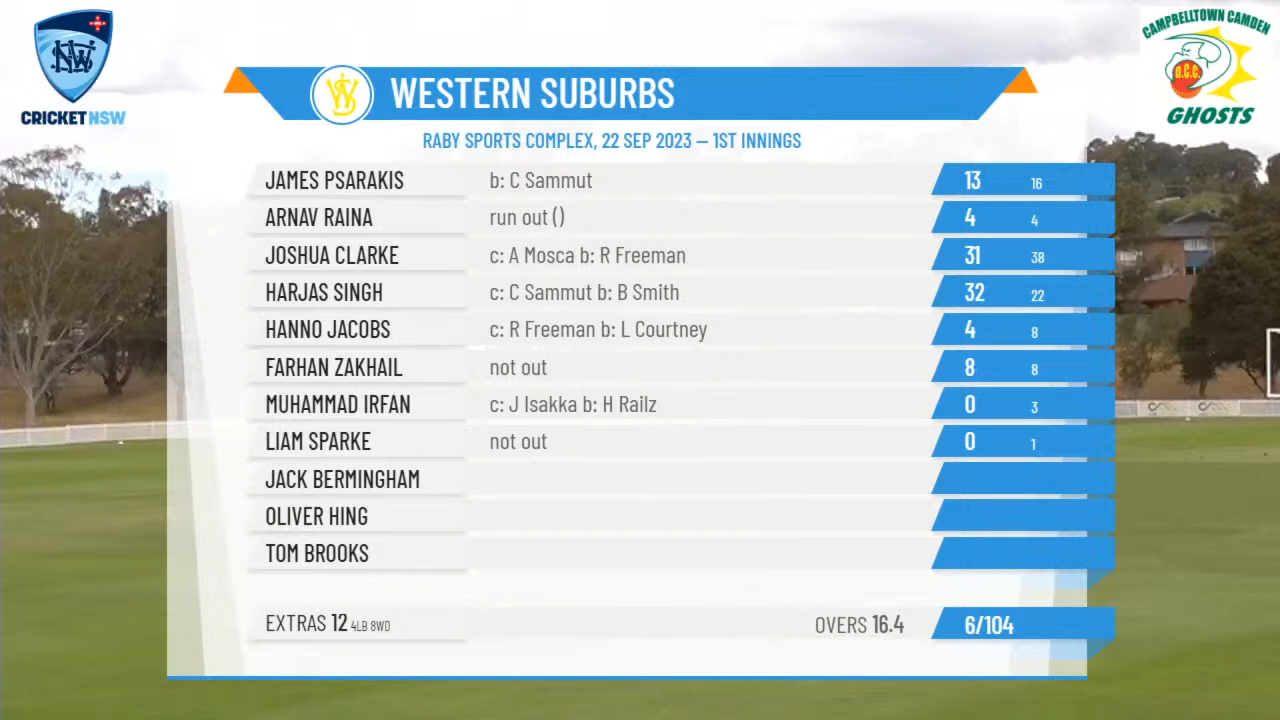 CRICKET NSW
CAMPBELLTOWN CAMDEN
D.C.C.
GHOSTS
WESTERN SUBURBS
RABY SPORTS COMPLEX, 22 SEP 2023 – 1ST INNINGS
JAMES PSARAKIS b: C Sammut 13 16
ARNAV RAINA run out () 4 4
JOSHUA CLARKE c: A Mosca b: R Freeman 31 38
HARJAS SINGH c: C Sammut b: B Smith 32 22
HANNO JACOBS c: R Freeman b: L Courtney 4 8
FARHAN ZAKHAIL not out 8 8
MUHAMMAD IRFAN c: J Isakka b: H Railz 0 3
LIAM SPARKE not out 0 1
JACK BERMINGHAM
OLIVER HING
TOM BROOKS
EXTRAS 12 4LB 8WD OVERS 16.4 6/104